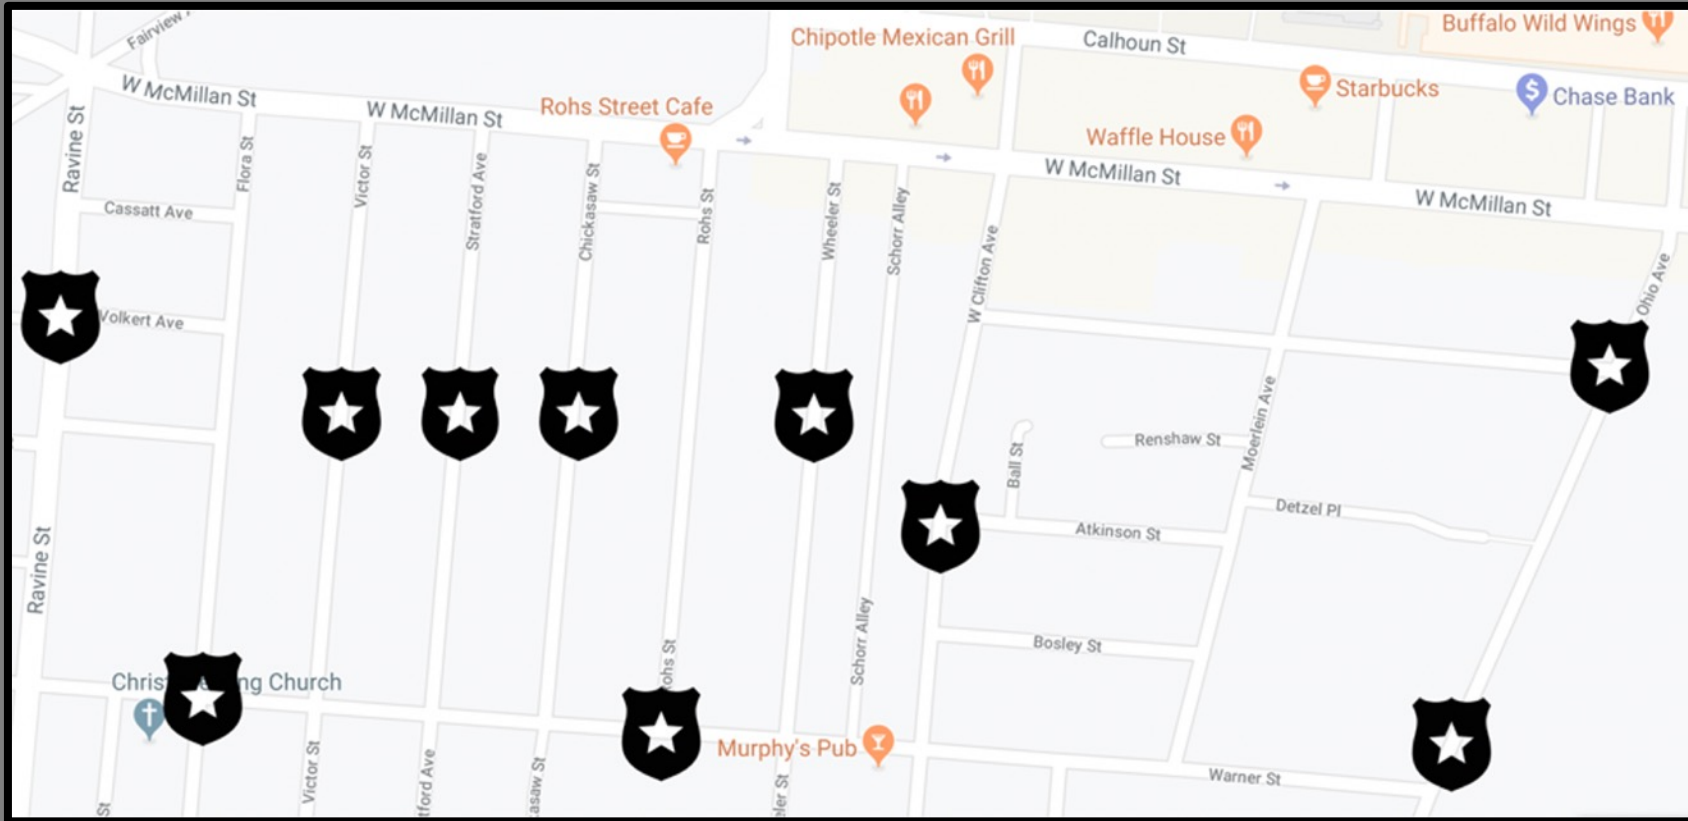 Fairview
Chipotle Mexican Grill
Calhoun St
Buffalo Wild Wings
W McMillan St
W McMillan St
Rohs Street Cafe
Starbucks
Chase Bank
Waffle House
W McMillan St
W McMillan St
Ravine St
Flora St
Victor St
Stratford Ave
Chickasaw St
Rohs St
Wheeler St
Schorr Alley
W Clifton Ave
Ohio Ave
Cassatt Ave
Volkert Ave
Moerlein Ave
Renshaw St
Ball St
Detzel Pl
Atkinson St
Ravine St
Schorr Alley
Bosley St
ohs St
Christ ng Church
Murphy's Pub
Warner St
St
Victor St
tford Ave
asaw St
eler St